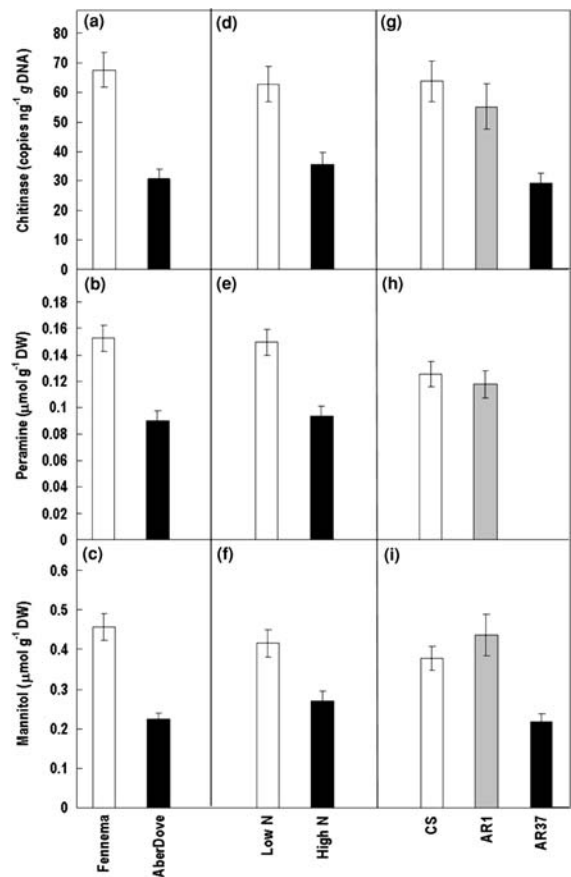 (a)
(d)
(g)
Chitinase (copies ng⁻¹ g DNA)
80
70
60
50
40
30
20
10
0
(b)
(e)
(h)
Peramine (μmol g⁻¹ DW)
0.18
0.16
0.14
0.12
0.1
0.08
0.06
0.04
0.02
0
(c)
(f)
(i)
Mannitol (μmol g⁻¹ DW)
0.6
0.5
0.4
0.3
0.2
0.1
0
Fennema
AberDove
Low N
High N
CS
AR1
AR37